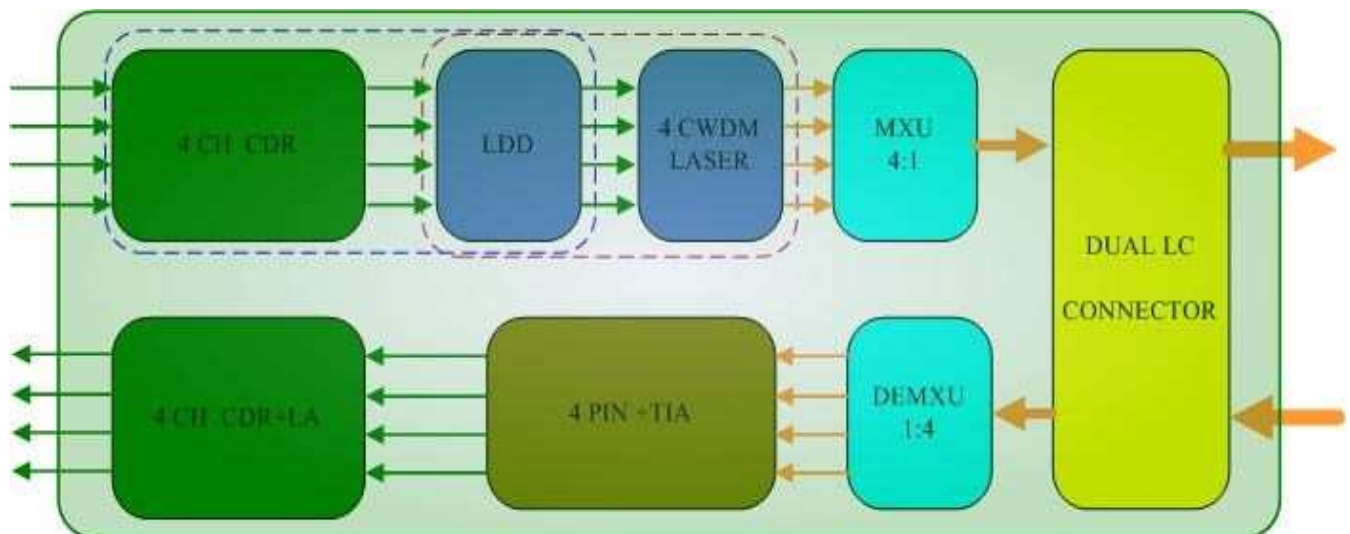 4 CH CDR
LDD
4 CWDM
LASER
MXU
4:1
DUAL LC
CONNECTOR
4 CH CDR+LA
4 PIN +TIA
DEMXU
1:4